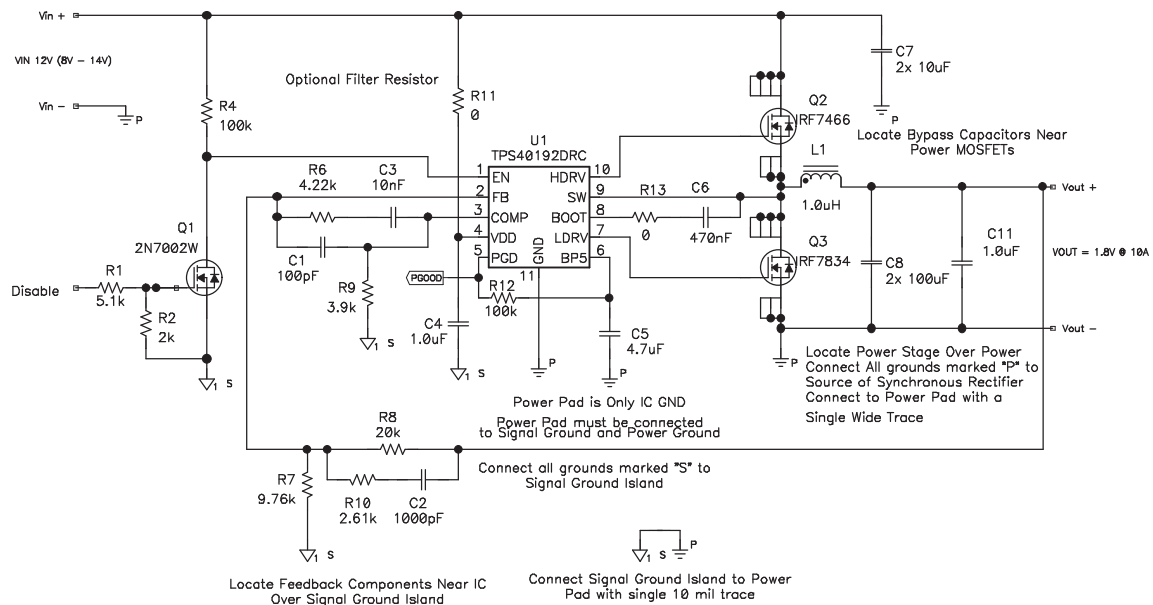 Vin +
VIN 12V (8V – 14V)
Vin -
P
R4
100k
Optional Filter Resistor
R11
0
C7
2x 10uF
P
Locate Bypass Capacitors Near
Power MOSFETs
Q2
IRF7466
L1
1.0uH
U1
TPS40192DRC
1
EN
2
FB
3
COMP
4
VDD
5
PGD
GND
11
10
HDRV
9
SW
8
BOOT
7
LDRV
6
BP5
R6
4.22k
C3
10nF
C1
100pF
R9
3.9k
1 S
R13
0
C6
470nF
Q3
IRF7834
C8
2x 100uF
C11
1.0uF
Vout +
VOUT = 1.8V @ 10A
Vout –
Q1
2N7002W
Disable
R1
5.1k
R2
2k
1 S
PGOOD
R12
100k
C4
1.0uF
1 S
P
C5
4.7uF
P
P
Locate Power Stage Over Power
Connect All grounds marked "P" to
Source of Synchronous Rectifier
Connect to Power Pad with a
Single Wide Trace
Power Pad is Only IC GND
Power Pad must be connected
to Signal Ground and Power Ground
R8
20k
R7
9.76k
R10
2.61k
C2
1000pF
1 S
Connect all grounds marked "S" to
Signal Ground Island
Locate Feedback Components Near IC
Over Signal Ground Island
1 S
P
Connect Signal Ground Island to Power
Pad with single 10 mil trace